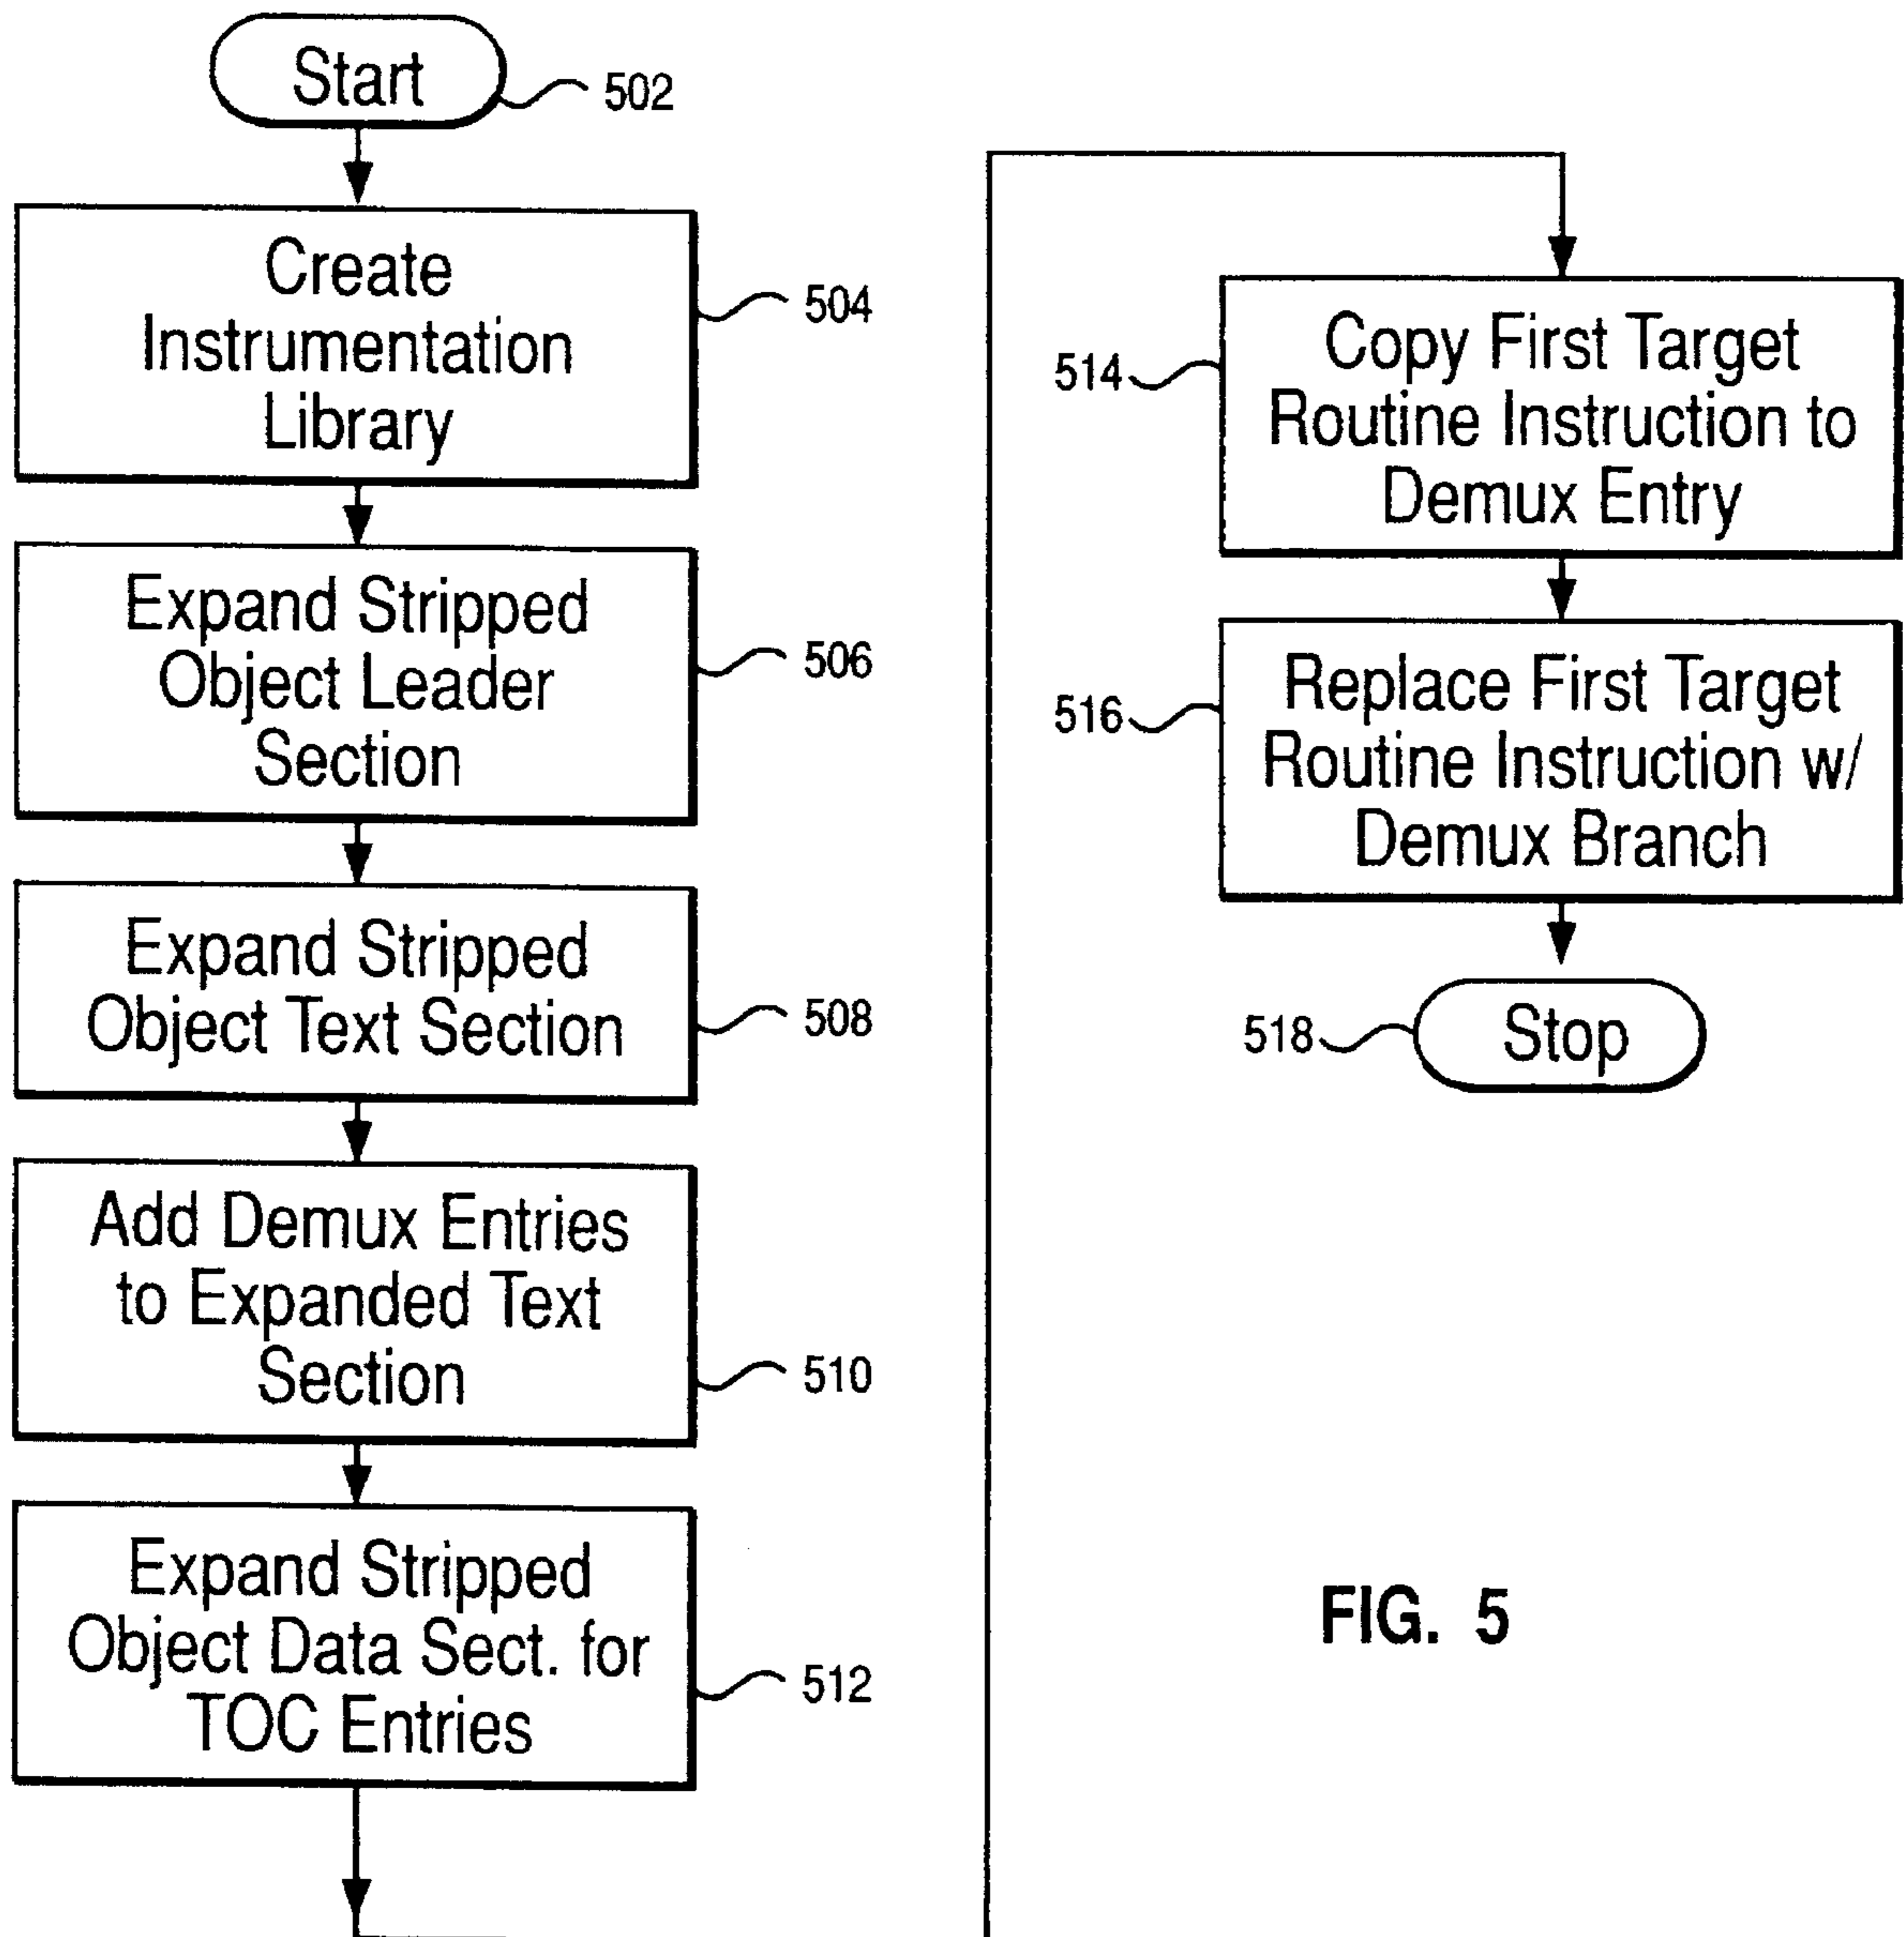 Start
502
Create
Instrumentation
Library
504
Expand Stripped
Object Leader
Section
506
Expand Stripped
Object Text Section
508
Add Demux Entries
to Expanded Text
Section
510
Expand Stripped
Object Data Sect. for
TOC Entries
512
Copy First Target
Routine Instruction to
Demux Entry
514
Replace First Target
Routine Instruction w/
Demux Branch
516
Stop
518
FIG. 5